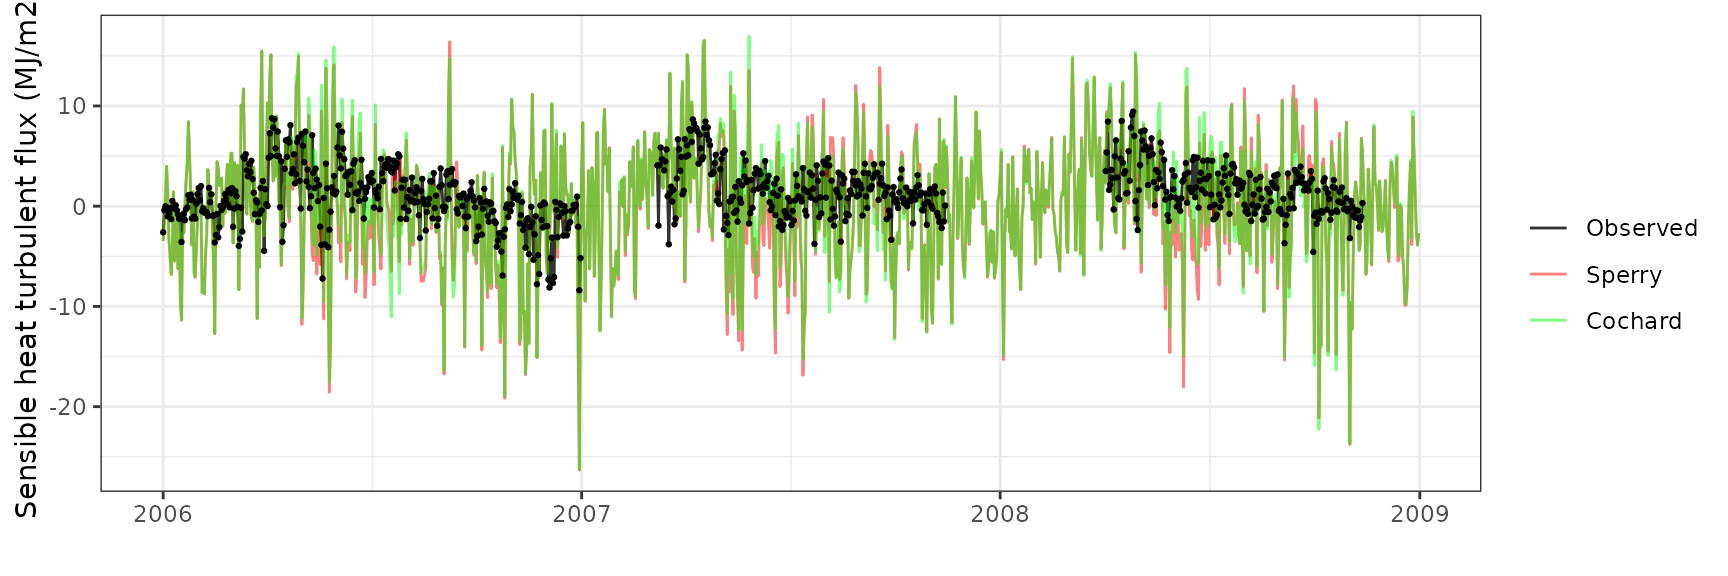 Sensible heat turbulent flux (MJ/m2
10
0
-10
-20
2006
2007
2008
2009
Observed
Sperry
Cochard